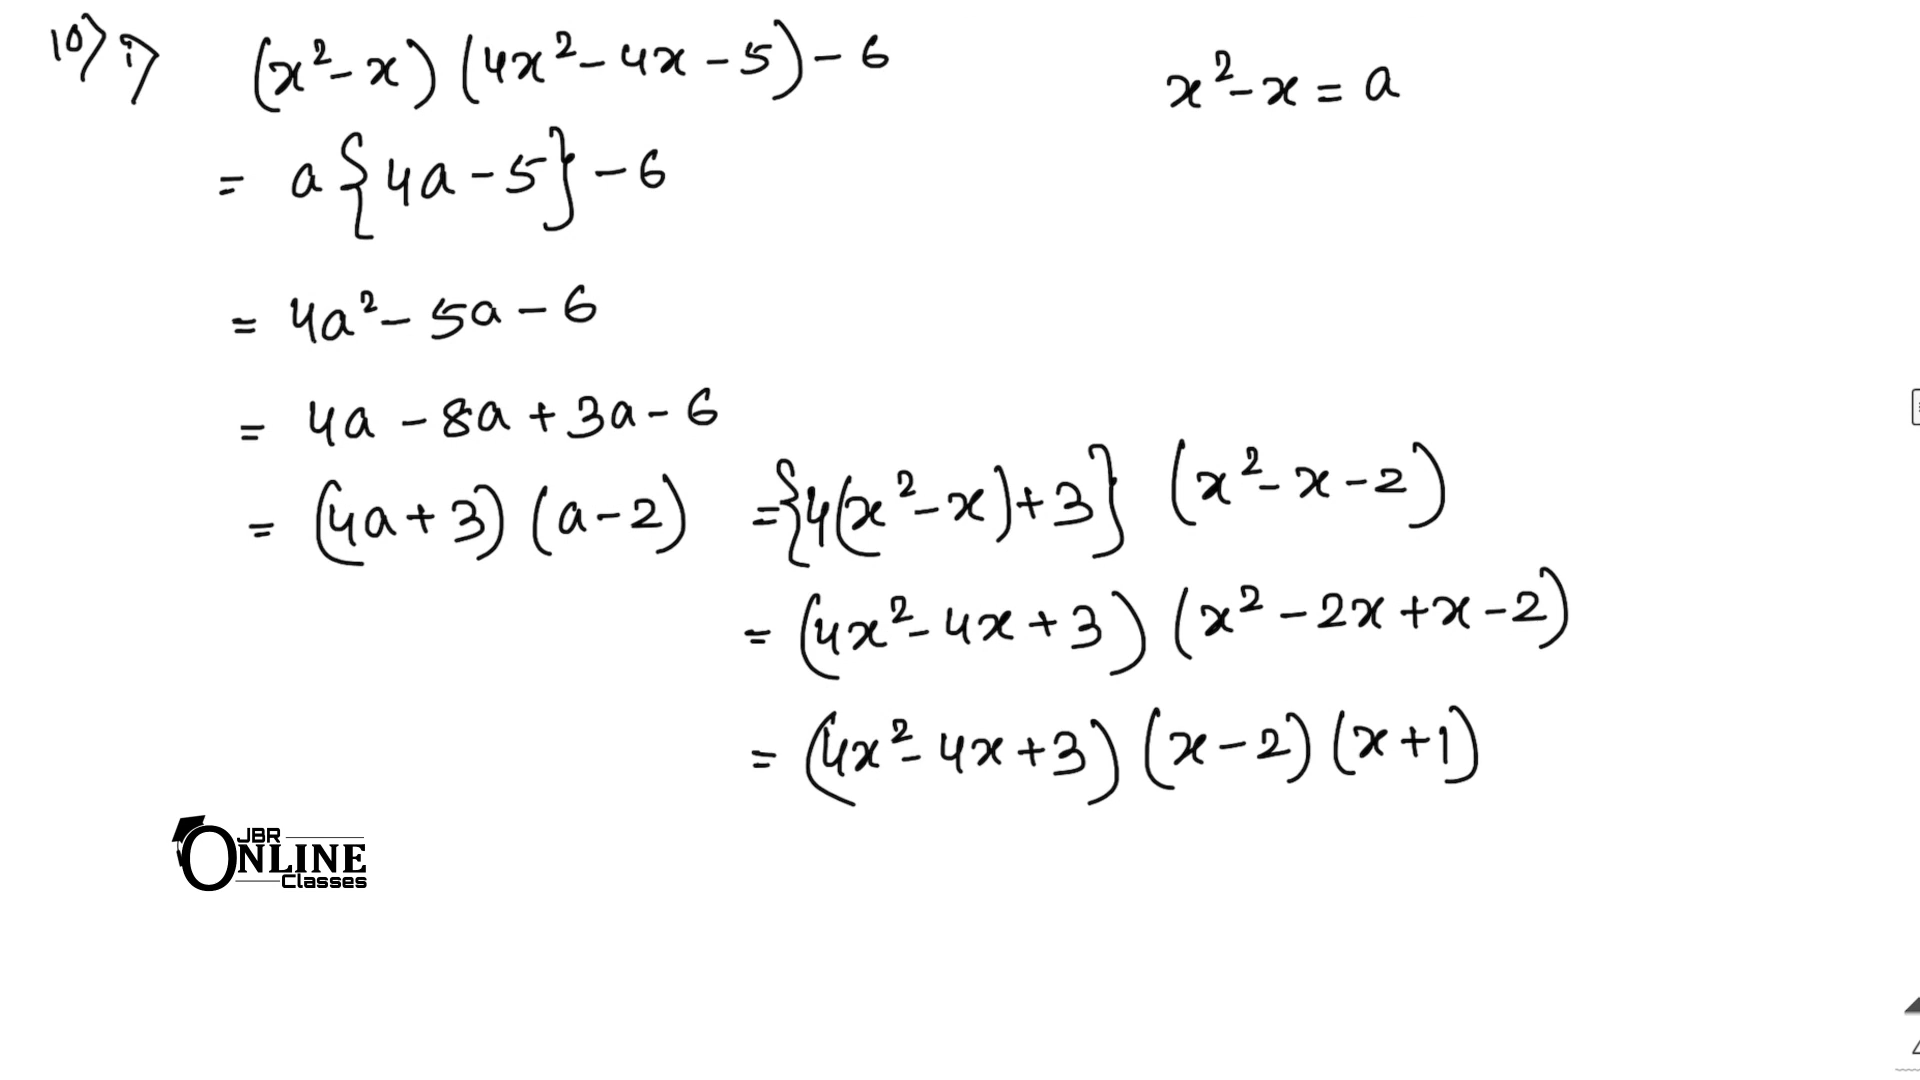 10) i) (x²-x) (4x²-4x-5)-6
x²-x = a
= a{4a-5}-6
= 4a²-5a-6
= 4a-8a+3a-6
= (4a+3) (a-2) ={4(x²-x)+3} (x²-x-2)
= (4x²-4x+3) (x²-2x+x-2)
= (4x²-4x+3) (x-2) (x+1)
JBR
ONLINE
Classes